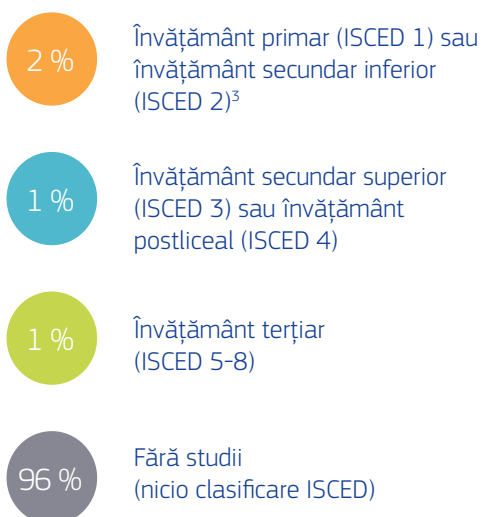 2 %
Învățământ primar (ISCED 1) sau
învățământ secundar inferior
(ISCED 2)³
1 %
Învățământ secundar superior
(ISCED 3) sau învățământ
postliceal (ISCED 4)
1 %
Învățământ terțiar
(ISCED 5-8)
96 %
Fără studii
(nicio clasificare ISCED)